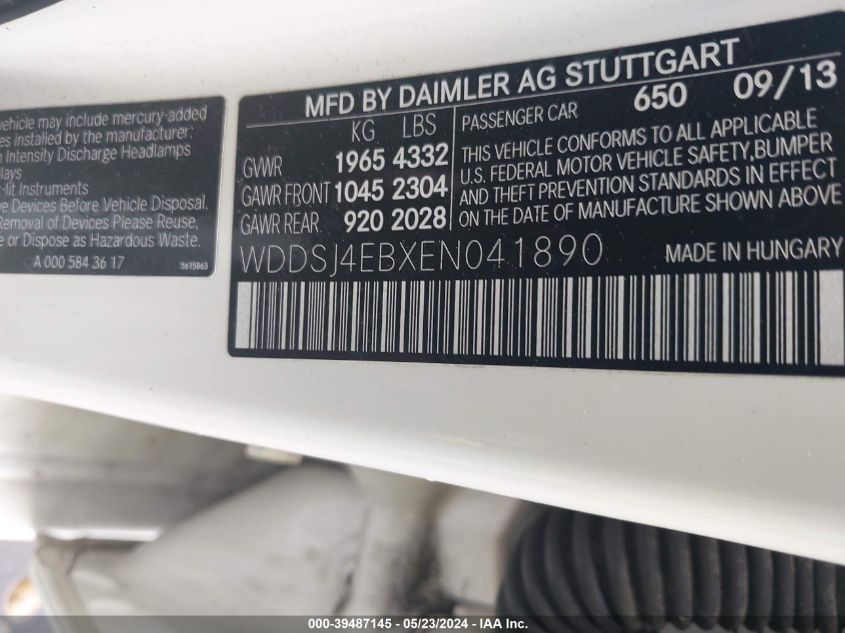 vehicle may include mercury-added
es installed by the manufacturer:
Intensity Discharge Headlamps
lays
-lit Instruments
e Devices Before Vehicle Disposal.
Removal of Devices Please Reuse,
e or Dispose as Hazardous Waste.
A 000 584 36 17
5615863
MFD BY DAIMLER AG STUTTGART
KG LBS
GVWR 1965 4332
GAWR FRONT 1045 2304
GAWR REAR 920 2028
PASSENGER CAR 650 09/13
THIS VEHICLE CONFORMS TO ALL APPLICABLE
U.S. FEDERAL MOTOR VEHICLE SAFETY,BUMPER
AND THEFT PREVENTION STANDARDS IN EFFECT
ON THE DATE OF MANUFACTURE SHOWN ABOVE
WDDSJ4EBXEN041890
MADE IN HUNGARY
000-39487145 - 05/23/2024 - IAA Inc.